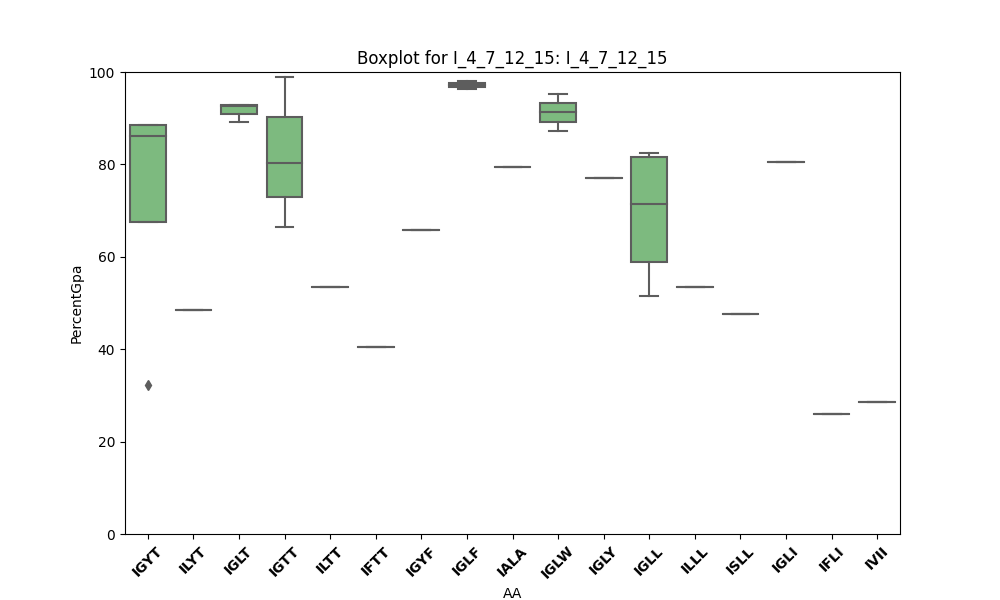 Boxplot for I_4_7_12_15: I_4_7_12_15
100
80
60
40
20
0
PercentGpa
IGYT
ILYT
IGLT
IGTT
ILTT
IFTT
IGYF
IGLF
IALA
IGLW
IGLY
IGLL
ILLL
ISLL
IGLI
IFLI
IVII
AA